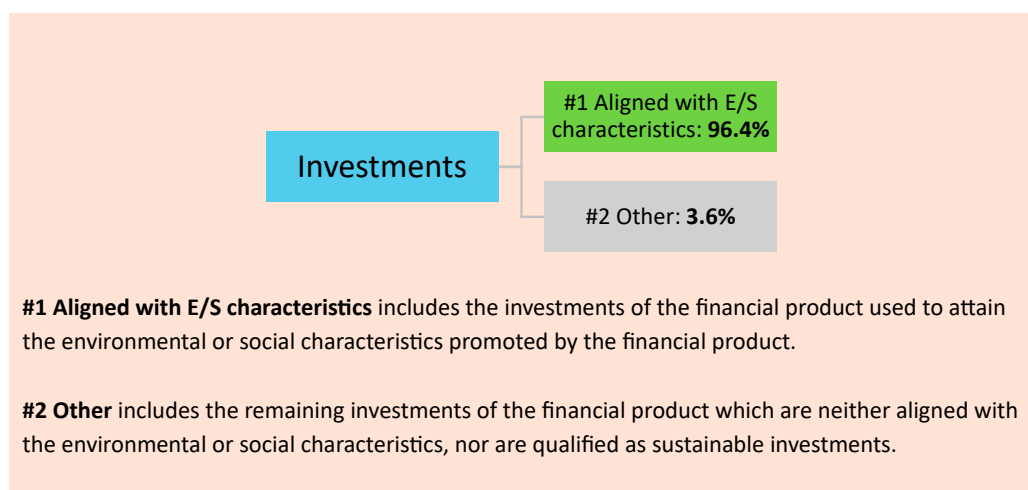 #1 Aligned with E/S
characteristics: 96.4%
Investments
#2 Other: 3.6%
#1 Aligned with E/S characteristics includes the investments of the financial product used to attain
the environmental or social characteristics promoted by the financial product.
#2 Other includes the remaining investments of the financial product which are neither aligned with
the environmental or social characteristics, nor are qualified as sustainable investments.